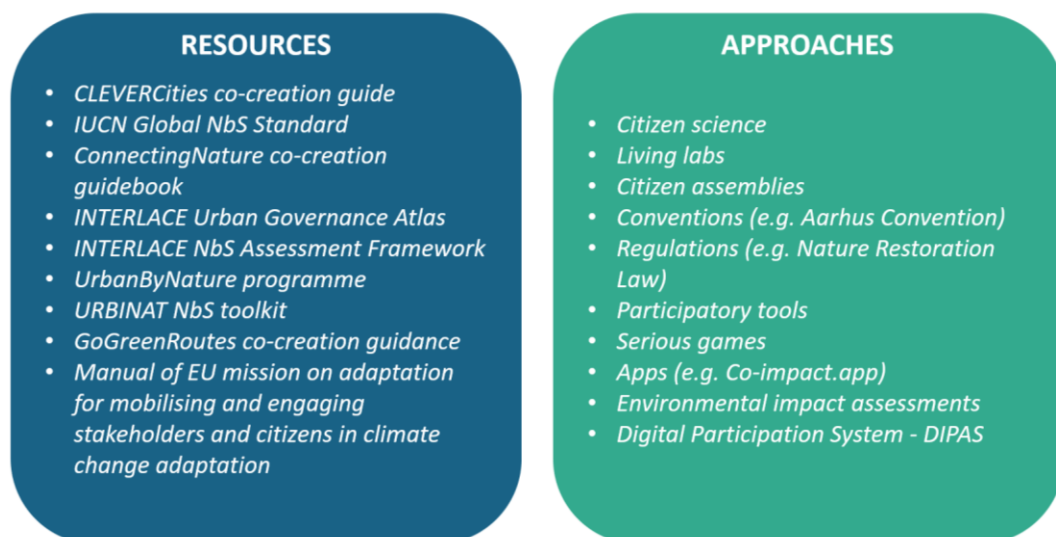 RESOURCES
• CLEVERCities co-creation guide
• IUCN Global NbS Standard
• ConnectingNature co-creation
guidebook
• INTERLACE Urban Governance Atlas
• INTERLACE NbS Assessment Framework
• UrbanByNature programme
• URBINAT NbS toolkit
• GoGreenRoutes co-creation guidance
• Manual of EU mission on adaptation
for mobilising and engaging
stakeholders and citizens in climate
change adaptation
APPROACHES
• Citizen science
• Living labs
• Citizen assemblies
• Conventions (e.g. Aarhus Convention)
• Regulations (e.g. Nature Restoration
Law)
• Participatory tools
• Serious games
• Apps (e.g. Co-impact.app)
• Environmental impact assessments
• Digital Participation System - DIPAS